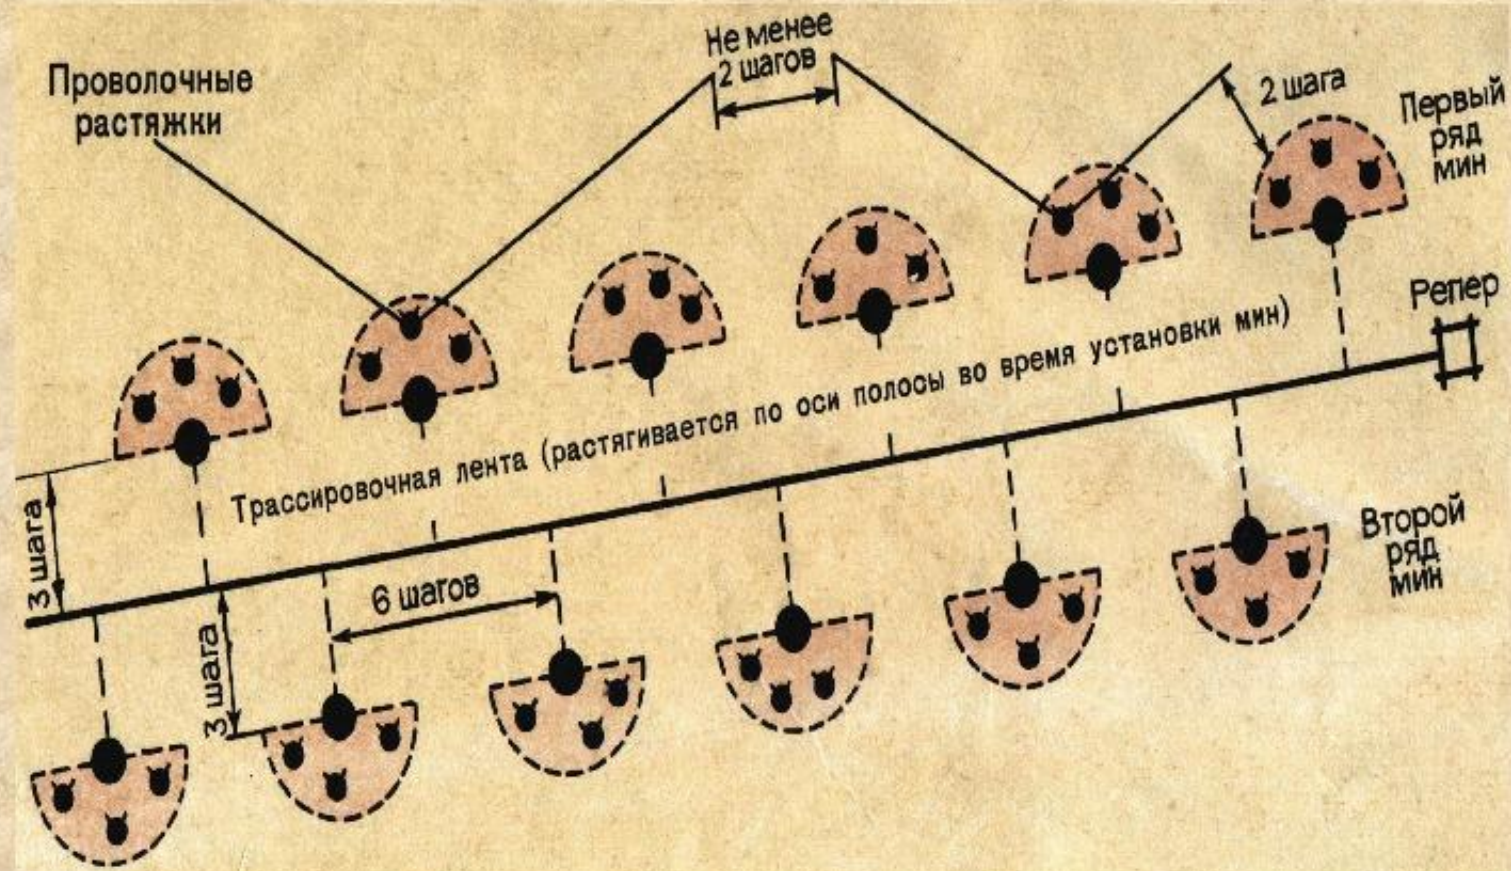 Не менее
2 шагов
Проволочные
растяжки
2 шага
Первый
ряд
мин
Репер
Трассировочная лента (растягивается по оси полосы во время установки мин)
3 шага
6 шагов
3 шага
Второй
ряд
мин